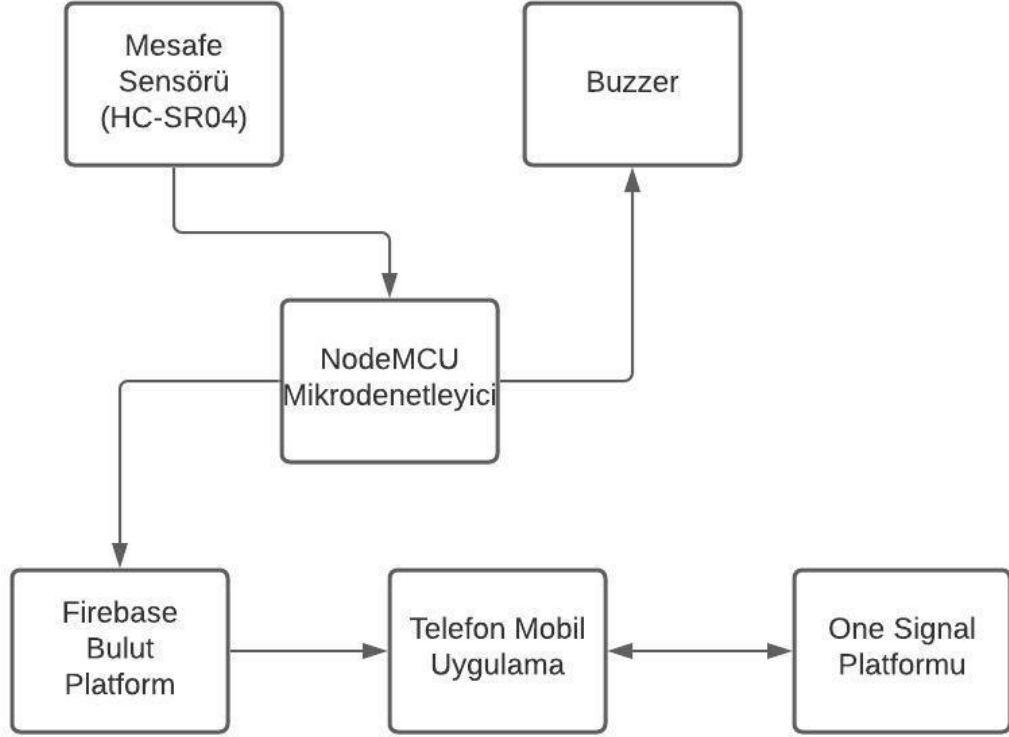 Mesafe
Sensörü
(HC-SR04)
Buzzer
NodeMCU
Mikrodenetleyici
Firebase
Bulut
Platform
Telefon Mobil
Uygulama
One Signal
Platformu